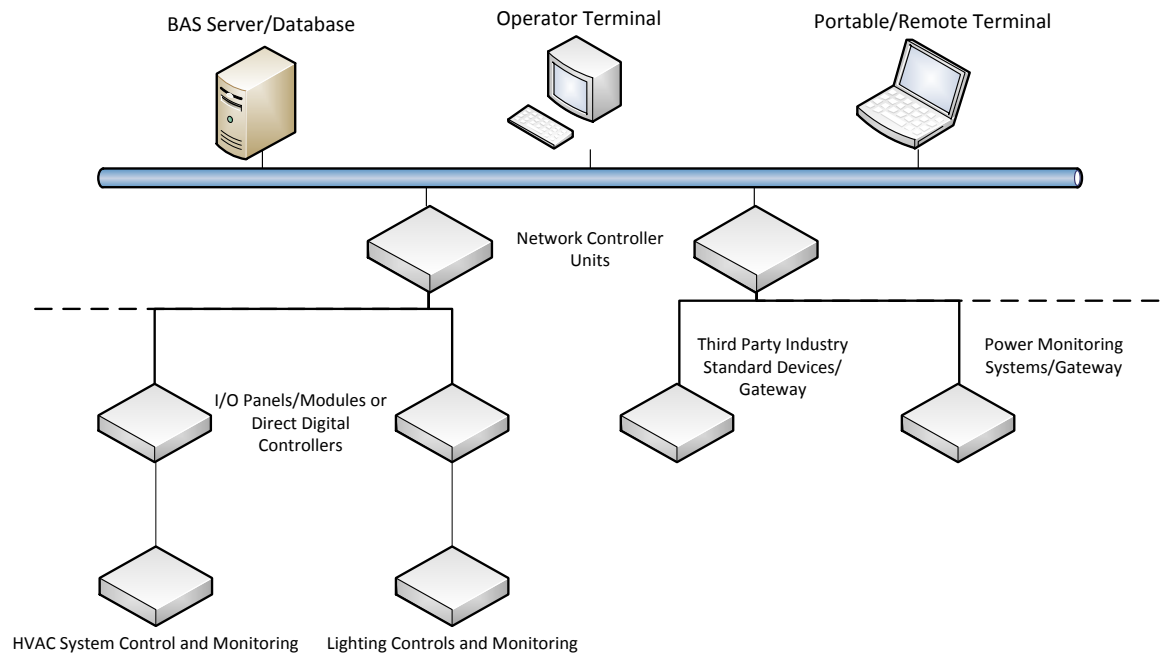 BAS Server/Database
Operator Terminal
Portable/Remote Terminal
Network Controller
Units
Third Party Industry
Standard Devices/
Gateway
Power Monitoring
Systems/Gateway
I/O Panels/Modules or
Direct Digital
Controllers
HVAC System Control and Monitoring
Lighting Controls and Monitoring